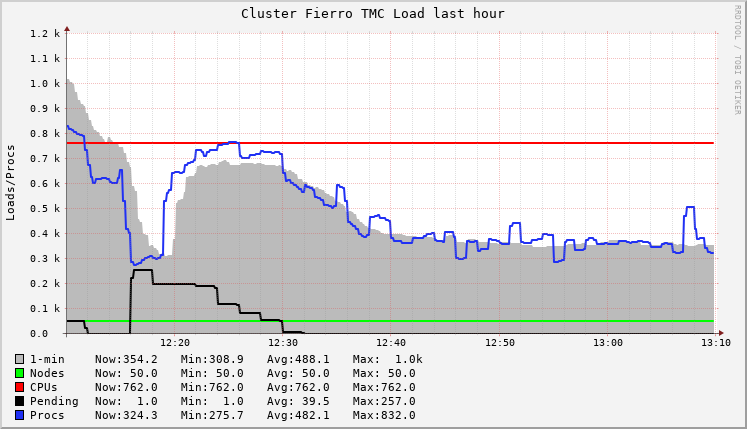 Cluster Fierro TMC Load last hour
RRDTOOL / TOBI OETIKER
Loads/Procs
1.2 k
1.1 k
1.0 k
0.9 k
0.8 k
0.7 k
0.6 k
0.5 k
0.4 k
0.3 k
0.2 k
0.1 k
0.0
12:20 12:30 12:40 12:50 13:00 13:10
1-min Now:354.2 Min:308.9 Avg:488.1 Max: 1.0k
Nodes Now: 50.0 Min: 50.0 Avg: 50.0 Max: 50.0
CPUs Now:762.0 Min:762.0 Avg:762.0 Max:762.0
Pending Now: 1.0 Min: 1.0 Avg: 39.5 Max:257.0
Procs Now:324.3 Min:275.7 Avg:482.1 Max:832.0